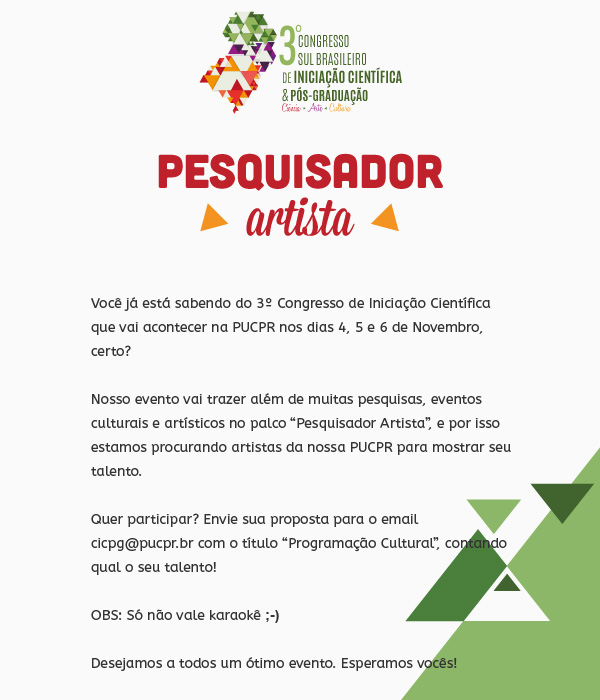 3º CONGRESSO
SUL BRASILEIRO
DE INICIAÇÃO CIENTÍFICA
& PÓS-GRADUAÇÃO
Ciência • Arte • Cultura
PESQUISADOR
artista
Você já está sabendo do 3º Congresso de Iniciação Científica
que vai acontecer na PUCPR nos dias 4, 5 e 6 de Novembro,
certo?
Nosso evento vai trazer além de muitas pesquisas, eventos
culturais e artísticos no palco “Pesquisador Artista”, e por isso
estamos procurando artistas da nossa PUCPR para mostrar seu
talento.
Quer participar? Envie sua proposta para o email
cicpg@pucpr.br com o título “Programação Cultural”, contando
qual o seu talento!
OBS: Só não vale karaokê ;-)
Desejamos a todos um ótimo evento. Esperamos vocês!